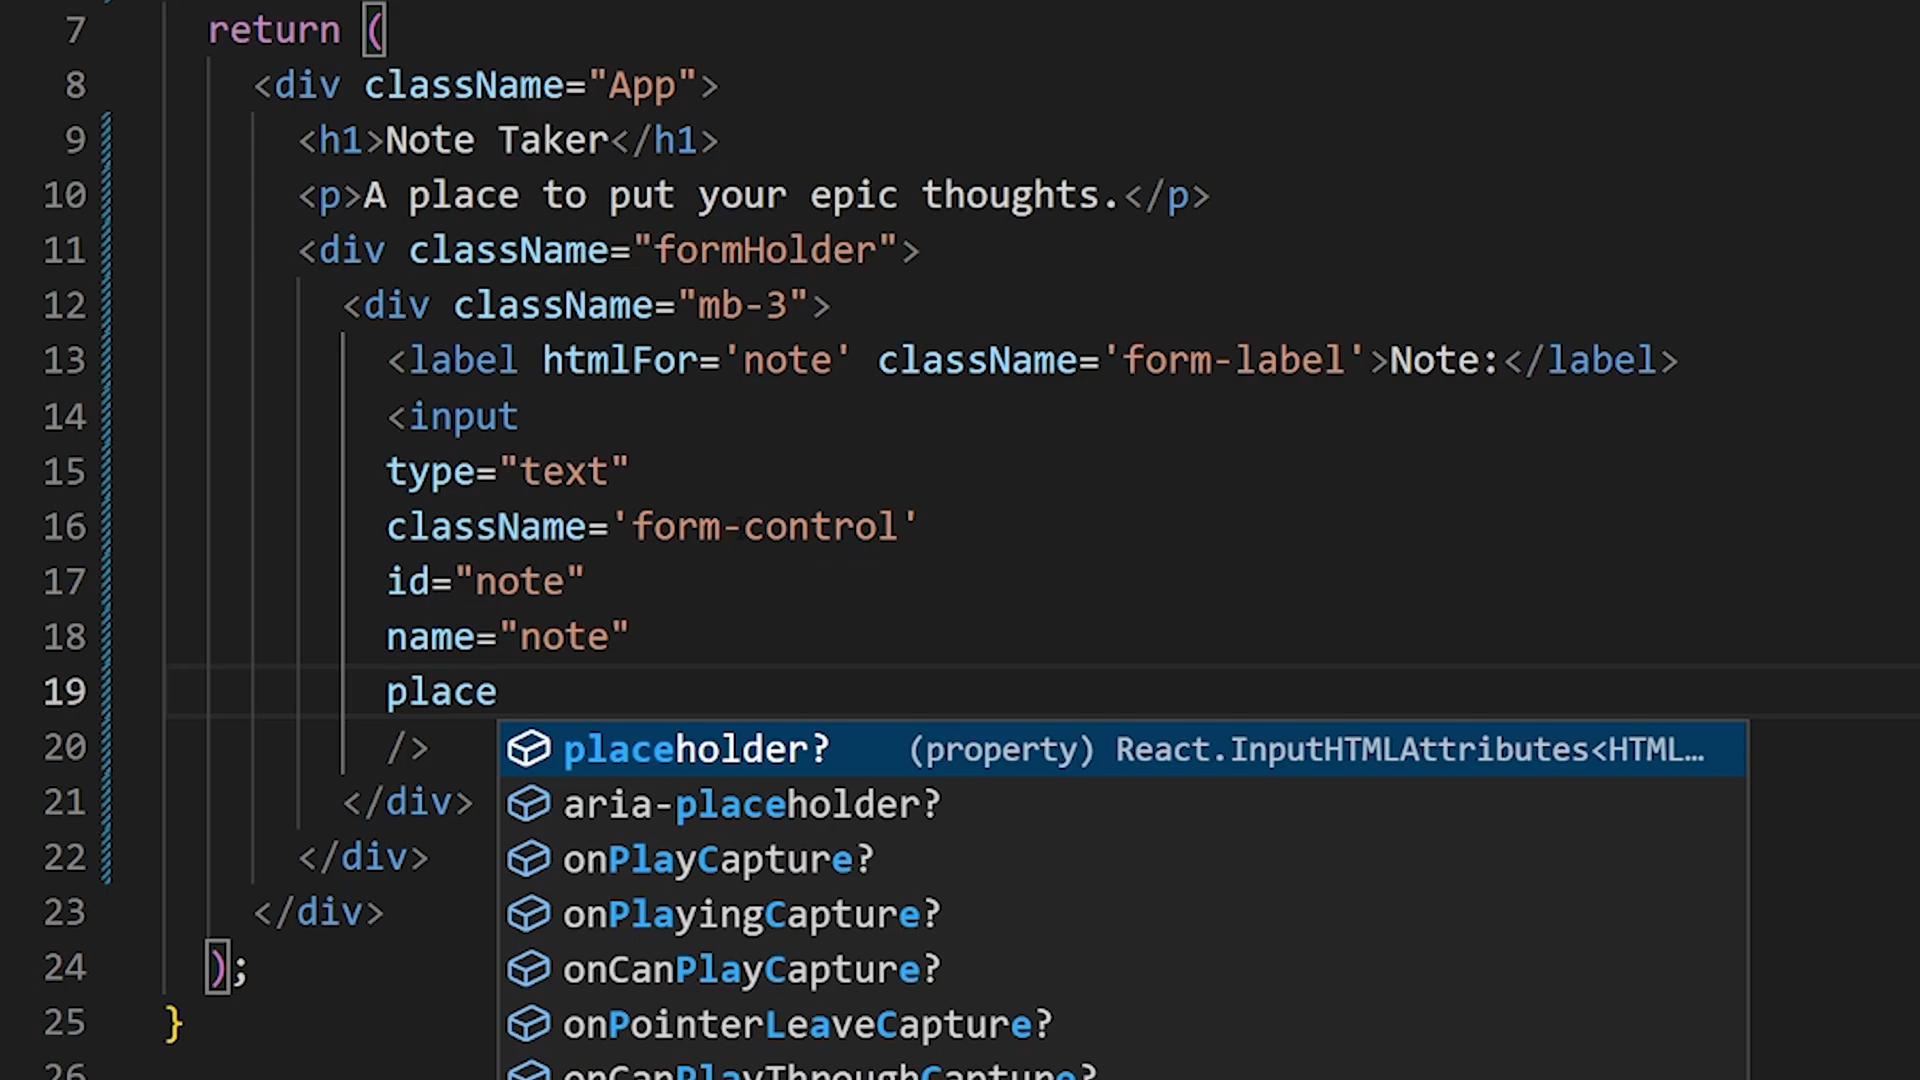 7 return (
8 <div className="App">
9 <h1>Note Taker</h1>
10 <p>A place to put your epic thoughts.</p>
11 <div className="formHolder">
12 <div className="mb-3">
13 <label htmlFor='note' className='form-label'>Note:</label>
14 <input
15 type="text"
16 className='form-control'
17 id="note"
18 name="note"
19 place
20 />
placeholder? (property) React.InputHTMLAttributes<HTML…
21 </div>
aria-placeholder?
onPlayCapture?
22 </div>
onPlayingCapture?
23 </div>
onCanPlayCapture?
24 );
onPointerLeaveCapture?
25 }
onCanPlayThroughCapture?
26